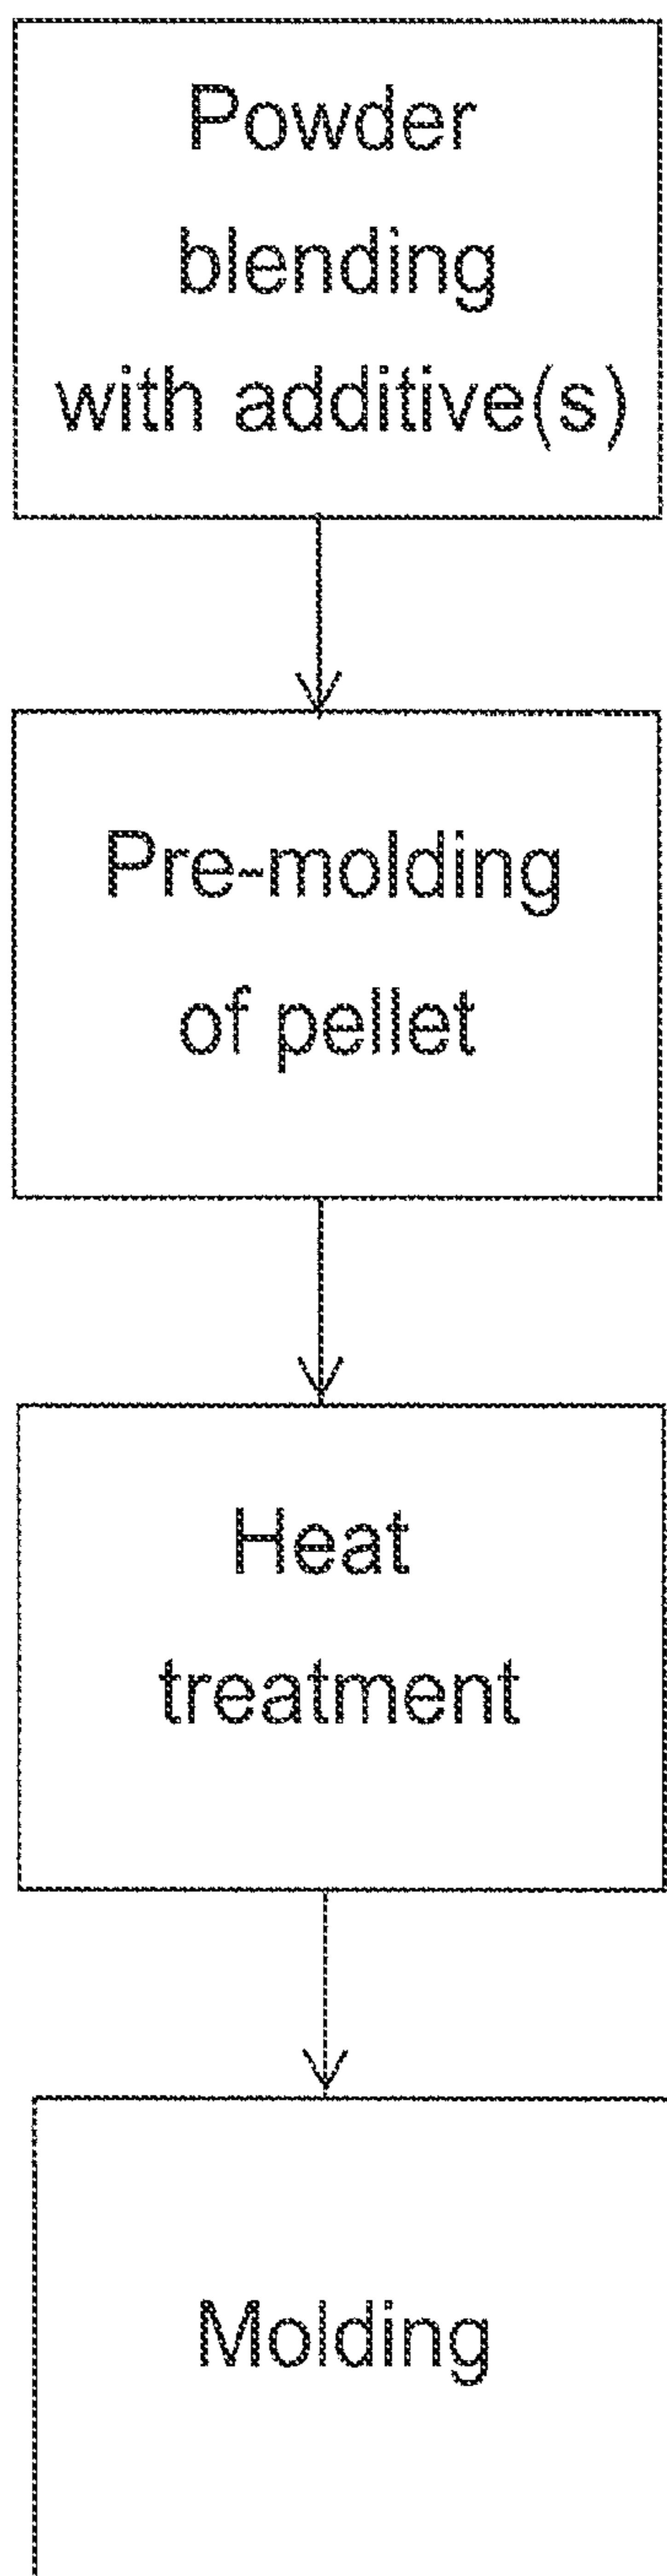 Powder
blending
with additive(s)
Pre-molding
of pellet
Heat
treatment
Molding